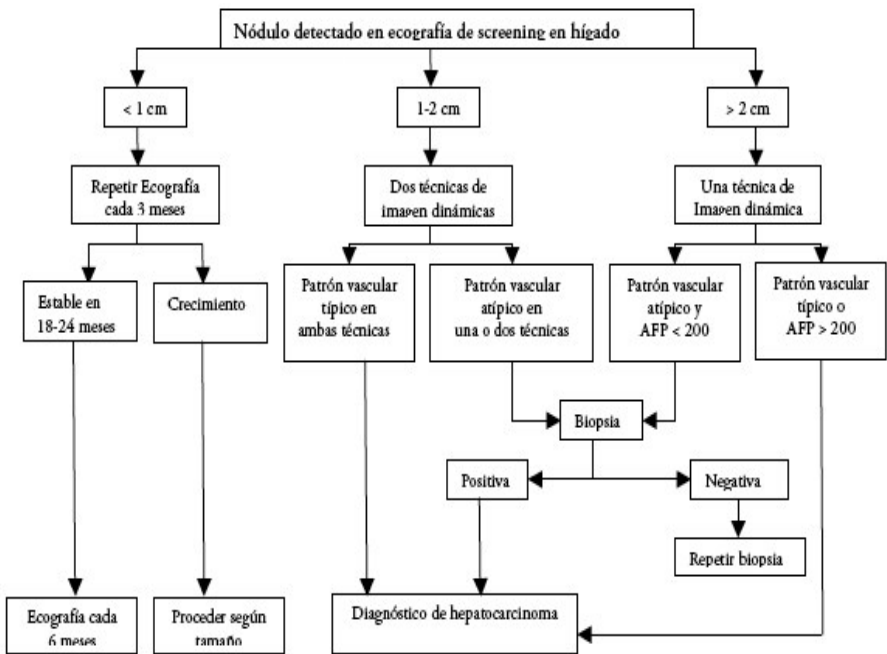 Nódulo detectado en ecografía de screening en hígado
< 1 cm
1-2 cm
> 2 cm
Repetir Ecografía
cada 3 meses
Dos técnicas de
imagen dinámicas
Una técnica de
Imagen dinámica
Estable en
18-24 meses
Crecimiento
Patrón vascular
típico en
ambas técnicas
Patrón vascular
atípico en
una o dos técnicas
Patrón vascular
atípico y
AFP < 200
Patrón vascular
típico o
AFP > 200
Biopsia
Positiva
Negativa
Repetir biopsia
Ecografía cada
6 meses
Proceder según
tamaño
Diagnóstico de hepatocarcinoma